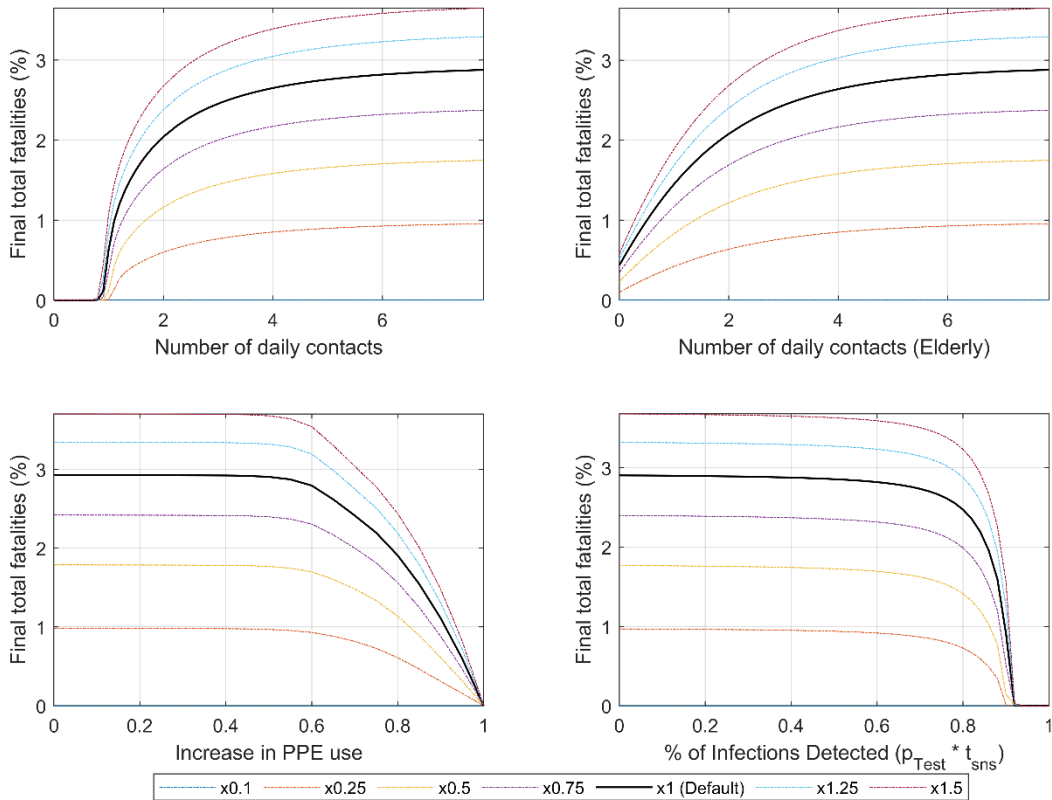 3
2
1
0
Final total fatalities (%)
0 2 4 6
Number of daily contacts
3
2
1
0
Final total fatalities (%)
0 2 4 6
Number of daily contacts (Elderly)
3
2
1
0
Final total fatalities (%)
0 0.2 0.4 0.6 0.8 1
Increase in PPE use
3
2
1
0
Final total fatalities (%)
0 0.2 0.4 0.6 0.8 1
% of Infections Detected (p_Test * t_sns)
x0.1 x0.25 x0.5 x0.75 x1 (Default) x1.25 x1.5